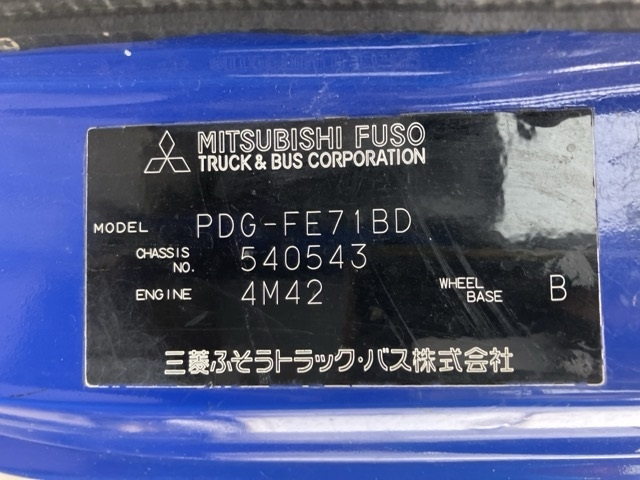 MITSUBISHI FUSO
TRUCK & BUS CORPORATION
MODEL PDG-FE71BD
CHASSIS NO. 540543
ENGINE 4M42 WHEEL BASE B
三菱ふそうトラック・バス株式会社